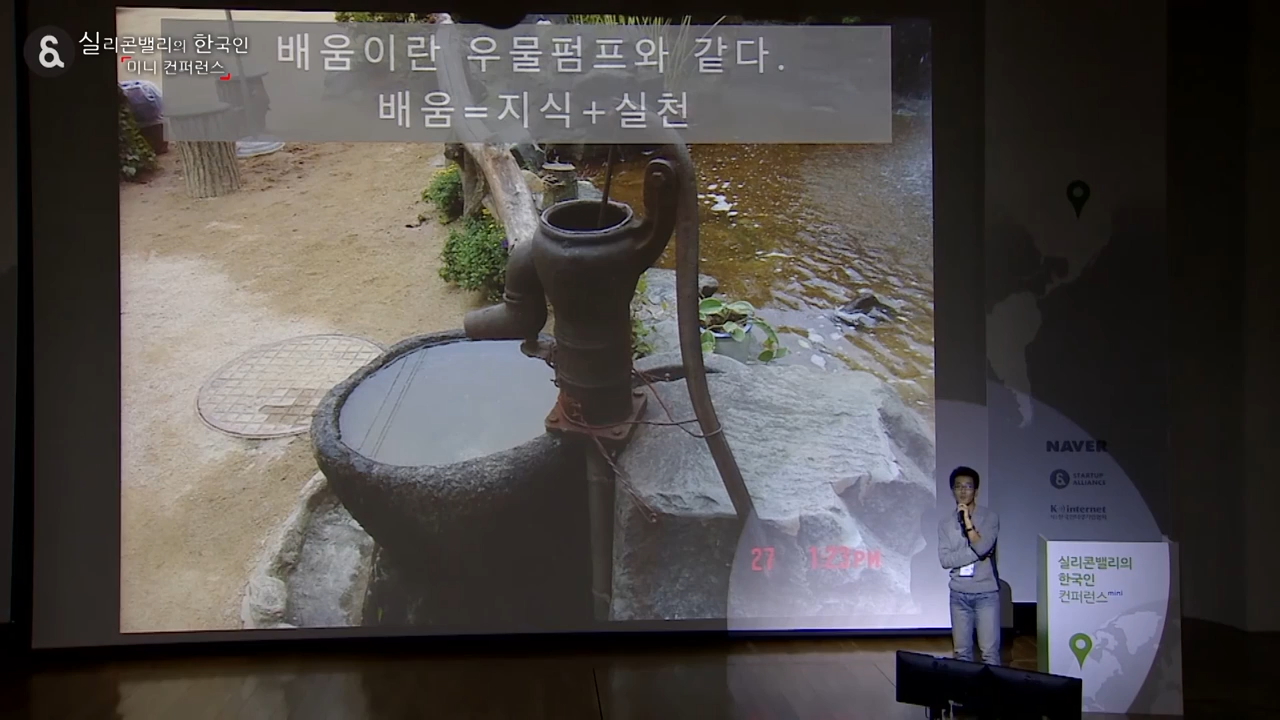 실리콘밸리의 한국인
미니 컨퍼런스
배움이란 우물펌프와 같다.
배움=지식+실천
27 1:23PM
NAVER
STARTUP
ALLIANCE
실리콘밸리의
한국인
컨퍼런스mini